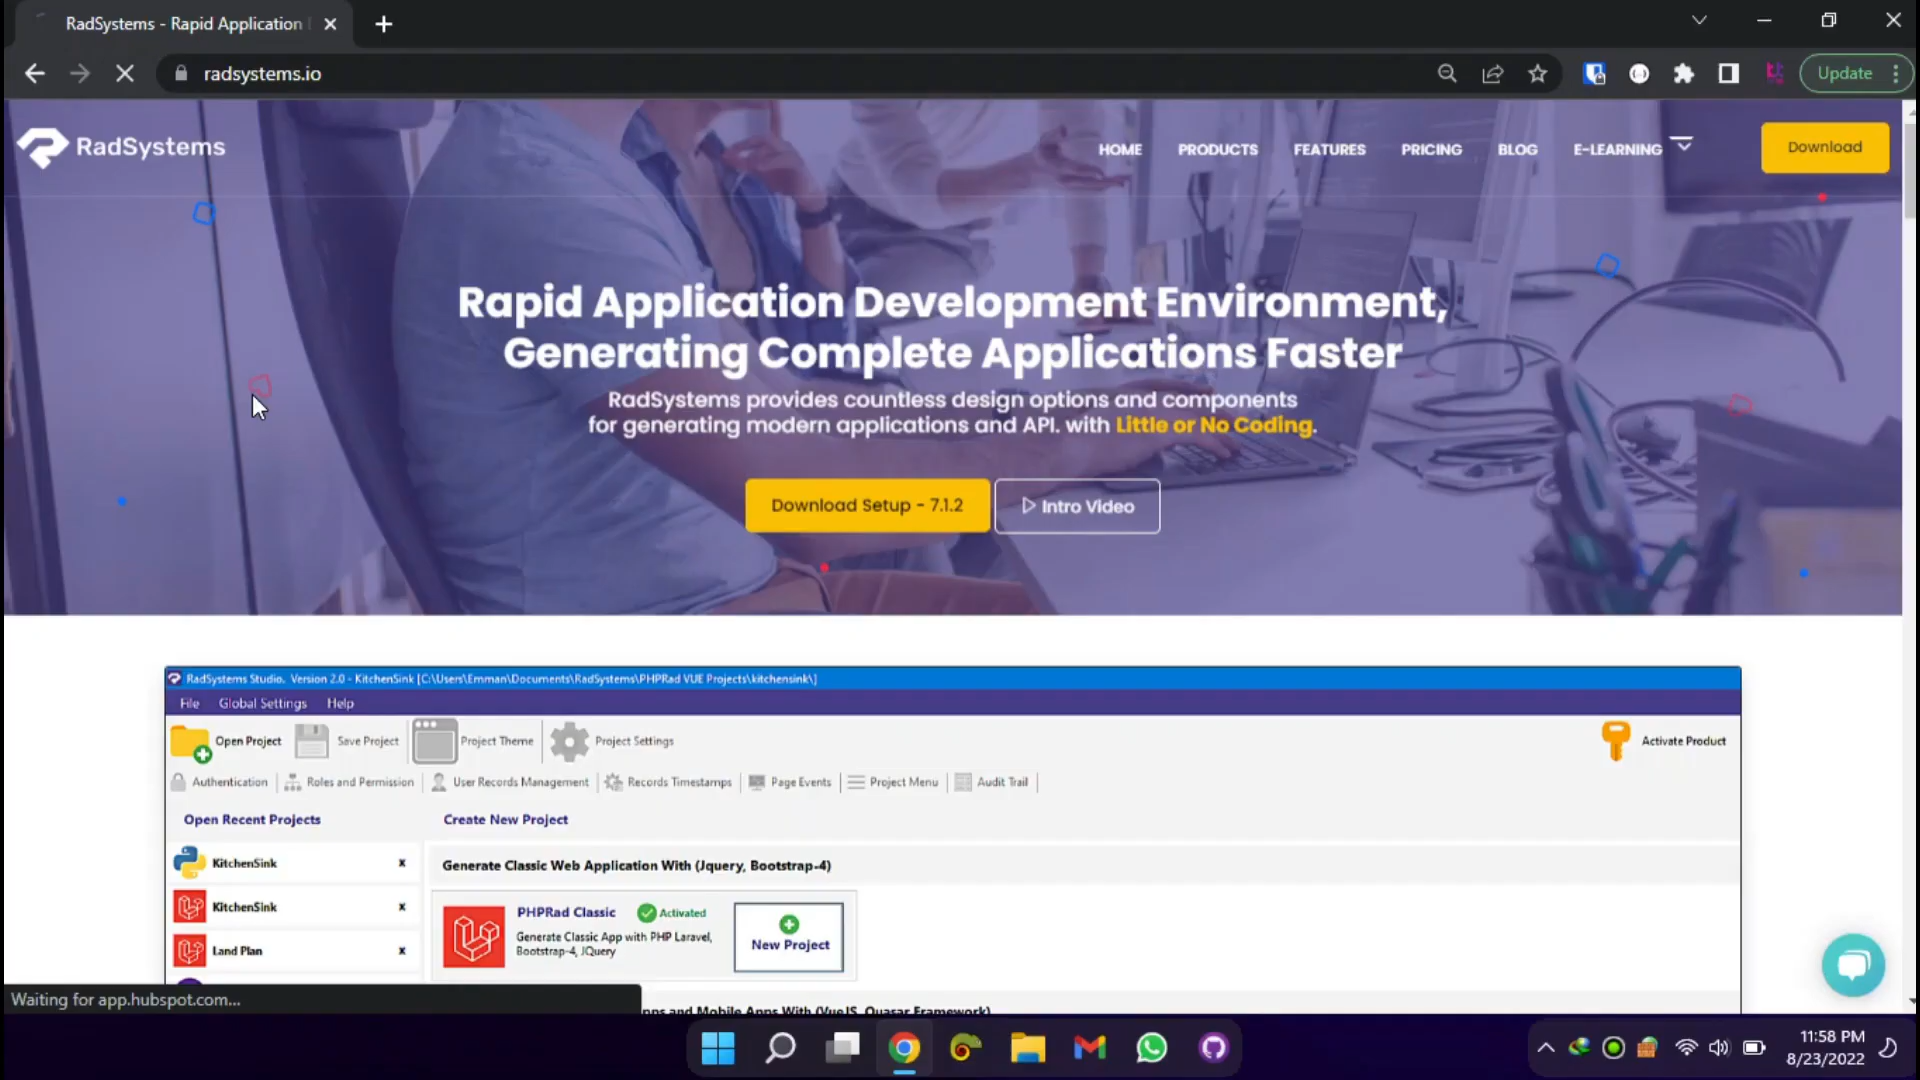 RadSystems - Rapid Application
radsystems.io
Update
RadSystems
HOME
PRODUCTS
FEATURES
PRICING
BLOG
E-LEARNING
Download
Rapid Application Development Environment,
Generating Complete Applications Faster
RadSystems provides countless design options and components
for generating modern applications and API. with Little or No Coding.
Download Setup - 7.1.2
Intro Video
RadSystems Studio. Version 2.0 - KitchenSink [C:\Users\Emman\Documents\RadSystems\PHPRad VUE Projects\kitchensink\]
File
Global Settings
Help
Open Project
Save Project
Project Theme
Project Settings
Activate Product
Authentication
Roles and Permission
User Records Management
Records Timestamps
Page Events
Project Menu
Audit Trail
Open Recent Projects
Create New Project
KitchenSink
x
Generate Classic Web Application With (Jquery, Bootstrap-4)
KitchenSink
x
PHPRad Classic
Activated
Generate Classic App with PHP Laravel,
Bootstrap-4, JQuery
New Project
Land Plan
x
Waiting for app.hubspot.com...
and Mobile Apps With (VueJS, Quasar Framework)
11:58 PM
8/23/2022